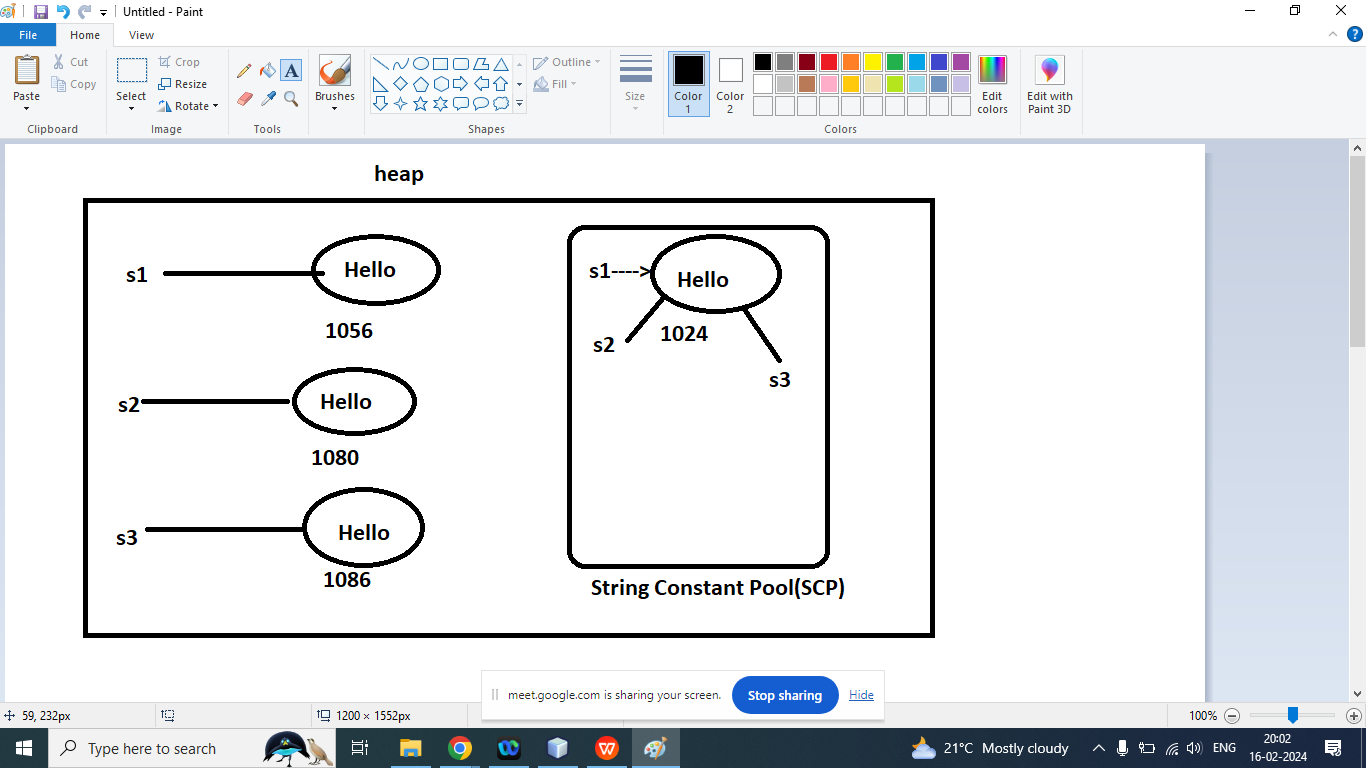 Untitled - Paint
File
Home
View
Paste
Cut
Copy
Clipboard
Select
Crop
Resize
Rotate
Image
A
Tools
Brushes
Outline
Fill
Shapes
Size
Color 1
Color 2
Edit colors
Colors
Edit with Paint 3D
heap
s1
Hello
1056
s2
Hello
1080
s3
Hello
1086
s1---->
Hello
s2
1024
s3
String Constant Pool(SCP)
meet.google.com is sharing your screen.
Stop sharing
Hide
59, 232px
1200 × 1552px
100%
Type here to search
21°C Mostly cloudy
ENG
20:02
16-02-2024